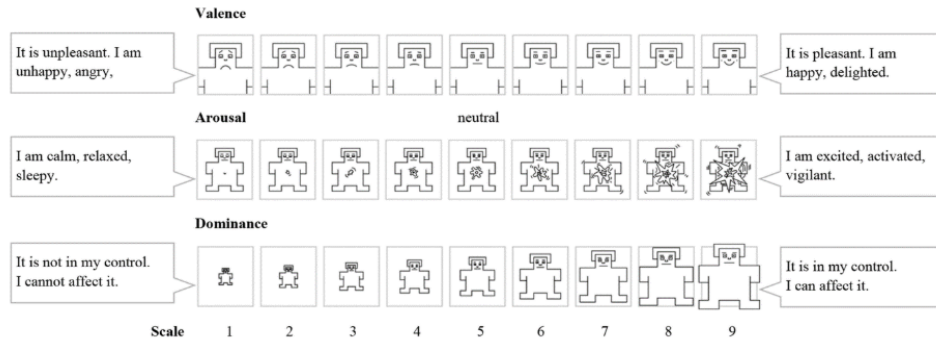 Valence
It is unpleasant. I am
unhappy, angry,
It is pleasant. I am
happy, delighted.
Arousal
neutral
I am calm, relaxed,
sleepy.
I am excited, activated,
vigilant.
Dominance
It is not in my control.
I cannot affect it.
It is in my control.
I can affect it.
Scale 1 2 3 4 5 6 7 8 9